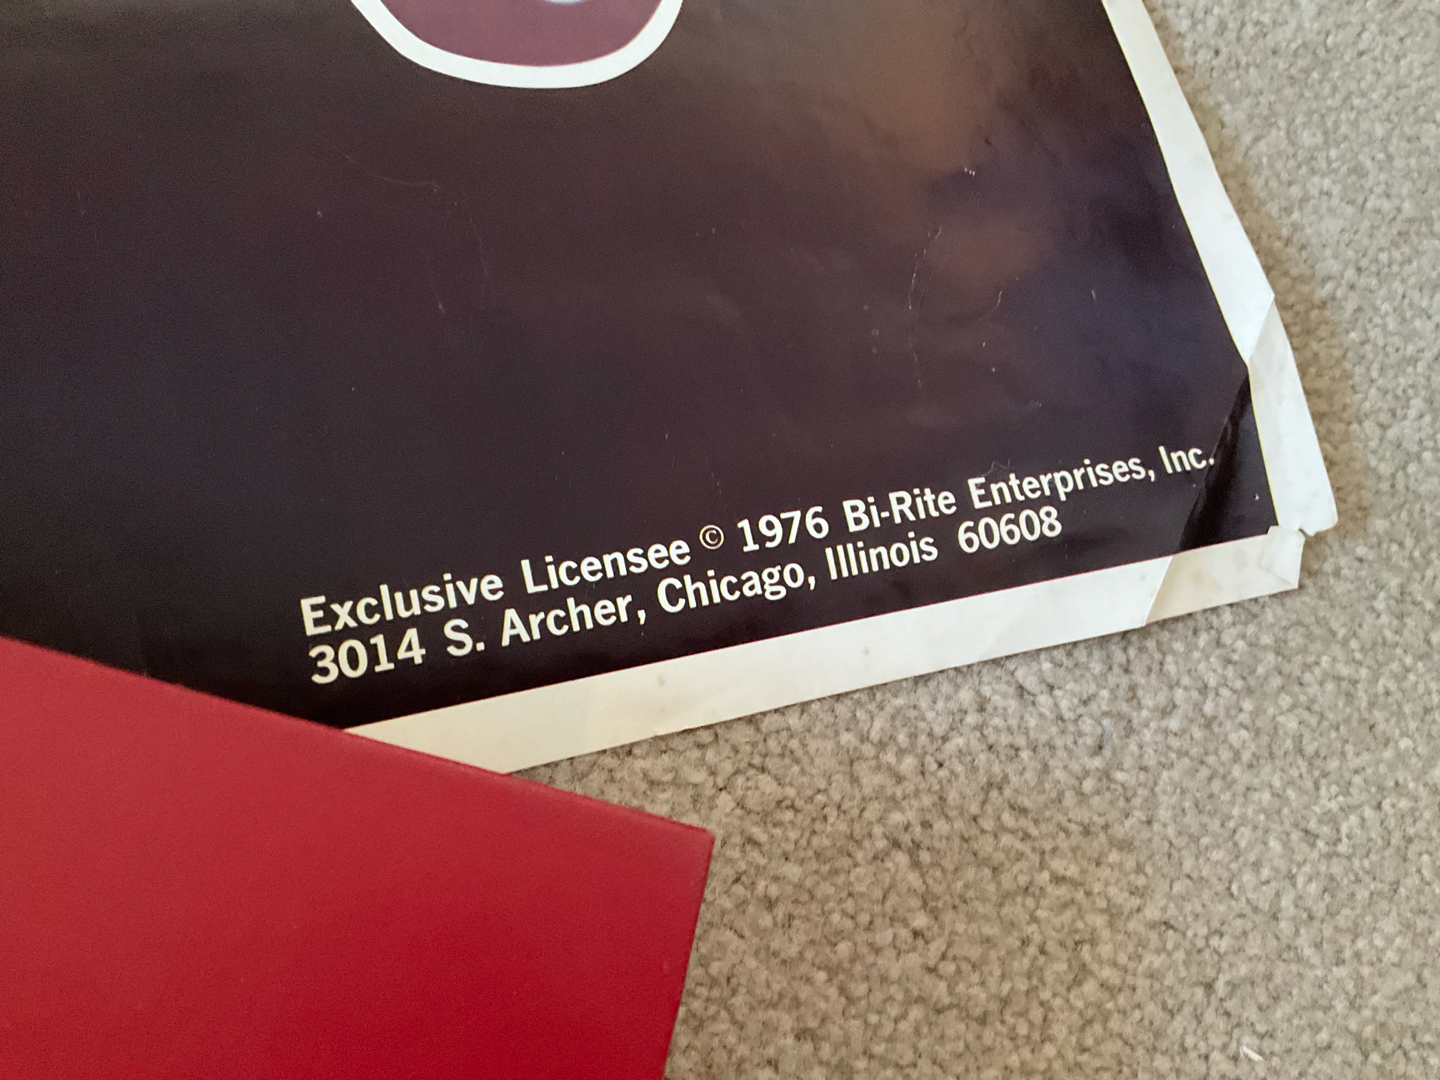 Exclusive Licensee © 1976 Bi-Rite Enterprises, Inc.
3014 S. Archer, Chicago, Illinois 60608